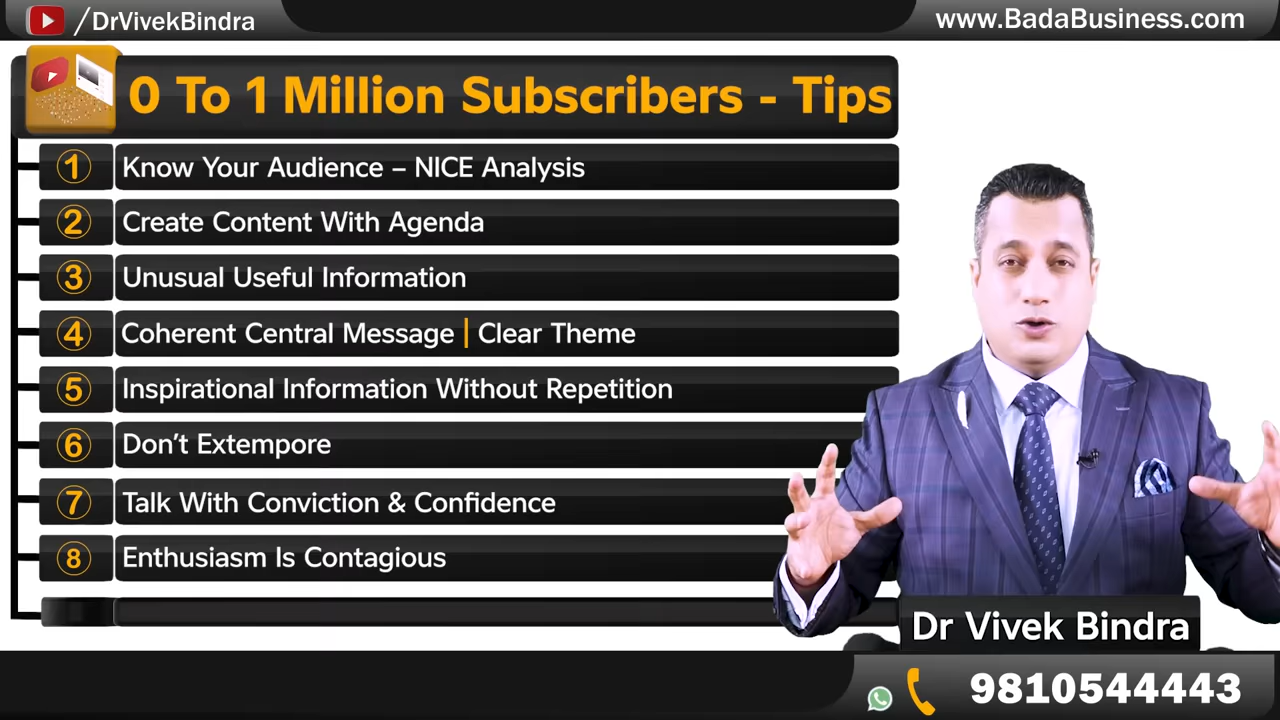 /DrVivekBindra
www.BadaBusiness.com
0 To 1 Million Subscribers - Tips
1 Know Your Audience – NICE Analysis
2 Create Content With Agenda
3 Unusual Useful Information
4 Coherent Central Message | Clear Theme
5 Inspirational Information Without Repetition
6 Don't Extempore
7 Talk With Conviction & Confidence
8 Enthusiasm Is Contagious
Dr Vivek Bindra
9810544443